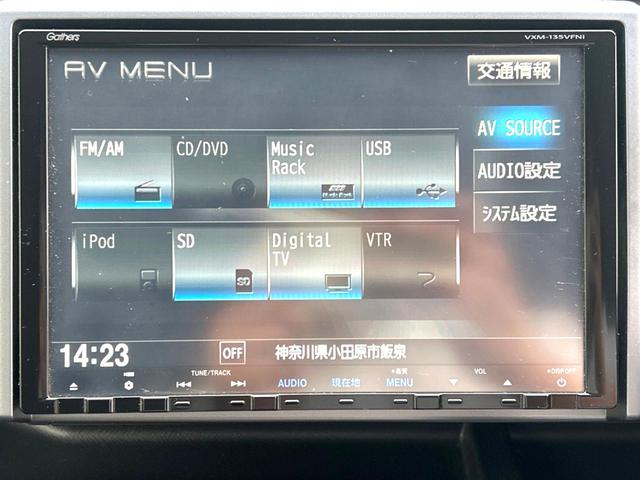 Gathers VXM-135VFNi
AV MENU 交通情報
AV SOURCE
FM/AM CD/DVD Music Rack USB
AUDIO設定
システム設定
iPod SD Digital TV VTR
SD
14:23 OFF 神奈川県小田原市飯泉
TUNE/TRACK •画質 VOL •DISP OFF
AUDIO 現在地 MENU